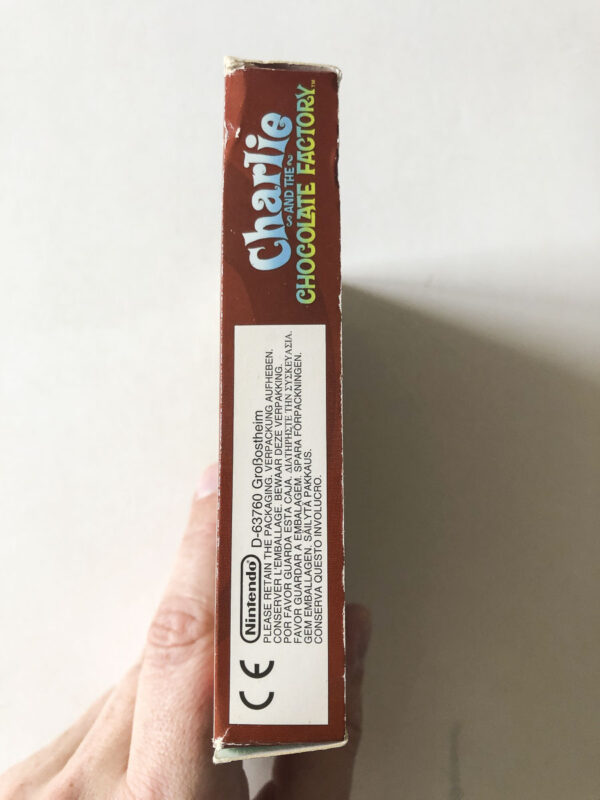 Charlie
AND THE
CHOCOLATE FACTORY™
CE Nintendo® D-63760 Großostheim
PLEASE RETAIN THE PACKAGING. VERPACKUNG AUFHEBEN.
CONSERVER L'EMBALLAGE. BEWAAR DEZE VERPAKKING.
POR FAVOR GUARDA ESTA CAJA. ΔΙΑΤΗΡΗΣΤΕ ΤΗΝ ΣΥΣΚΕΥΑΣΙΑ.
FAVOR GUARDAR A EMBALAGEM. SPARA FÖRPACKNINGEN.
GEM EMBALLAGEN. SÄILYTÄ PAKKAUS.
CONSERVA QUESTO INVOLUCRO.